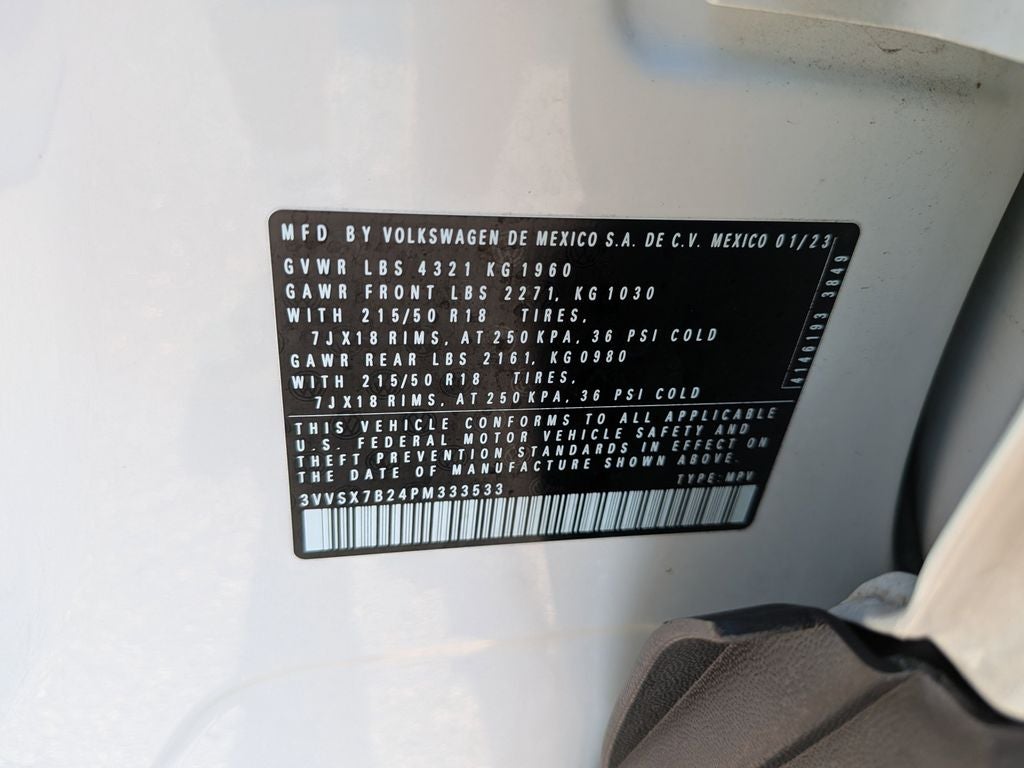 MFD BY VOLKSWAGEN DE MEXICO S.A. DE C.V. MEXICO 01/23
GVWR LBS 4321 KG 1960
GAWR FRONT LBS 2271, KG 1030
WITH 215/50 R18 TIRES,
7JX18 RIMS, AT 250 KPA, 36 PSI COLD
GAWR REAR LBS 2161, KG0980
WITH 215/50 R18 TIRES,
7JX18 RIMS, AT 250 KPA, 36 PSI COLD
4146193 3849
THIS VEHICLE CONFORMS TO ALL APPLICABLE
U.S. FEDERAL MOTOR VEHICLE SAFETY AND
THEFT PREVENTION STANDARDS IN EFFECT ON
THE DATE OF MANUFACTURE SHOWN ABOVE.
TYPE: MPV
3VVSX7B24PM333533